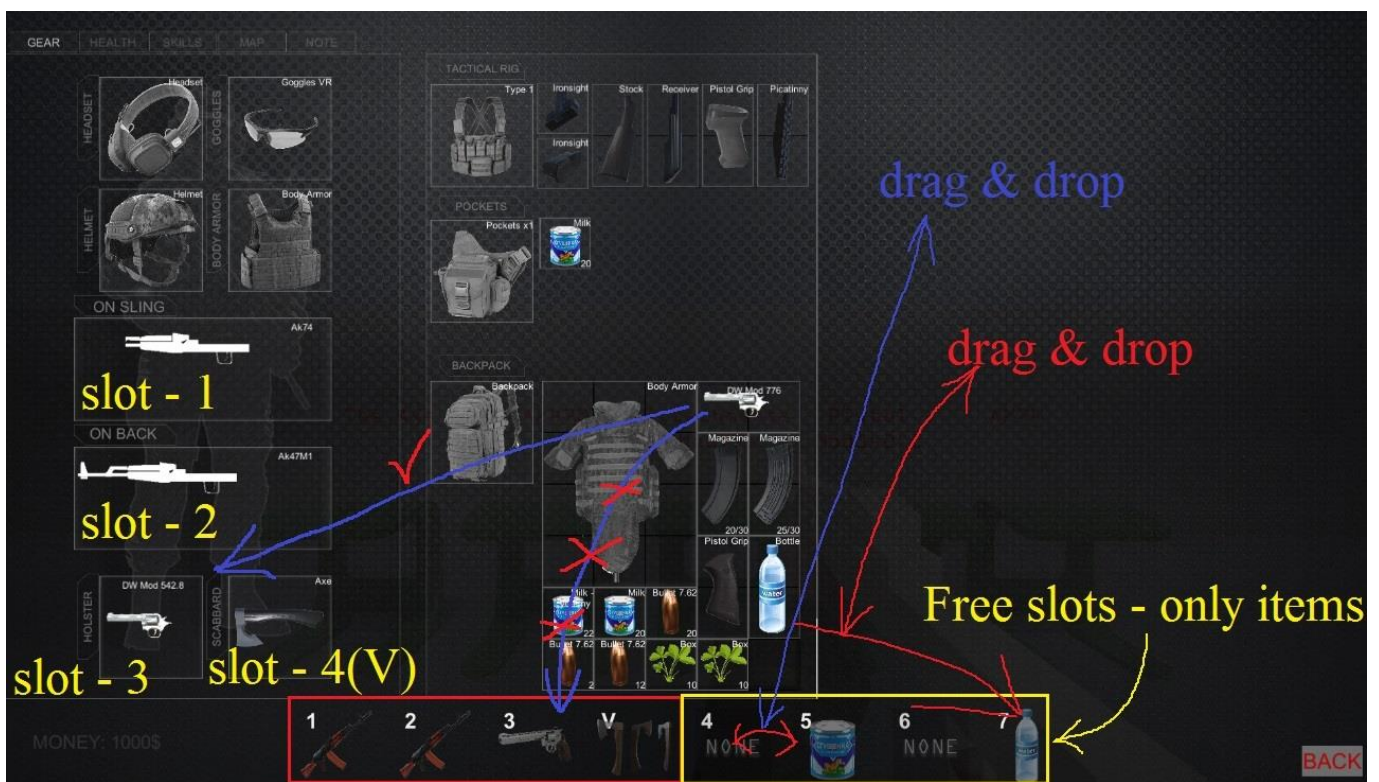 GEAR HEALTH SKILLS MAP NOTE
HEADSET
Headset
GOGGLES
Goggles VR
HELMET
Helmet
BODY ARMOR
Body Armor
ON SLING
Ak74
slot - 1
ON BACK
Ak47M1
slot - 2
HOLSTER
DW Mod 542.8
slot - 3
SCABBARD
Axe
slot - 4(V)
TACTICAL RIG
Type 1
Ironsight
Ironsight
Stock
Receiver
Pistol Grip
Picatinny
POCKETS
Pockets x1
Milk
20
BACKPACK
Backpack
Body Armor
DW Mod 776
Magazine
20/30
Magazine
25/30
Pistol Grip
Bottle
Milk
22
Milk
20
Bullet 7.62
20
Bullet 7.62
2
Bullet 7.62
12
Box
10
Box
10
drag & drop
drag & drop
Free slots - only items
1 2 3 V
4 NONE
5
6 NONE
7
MONEY: 1000$
BACK